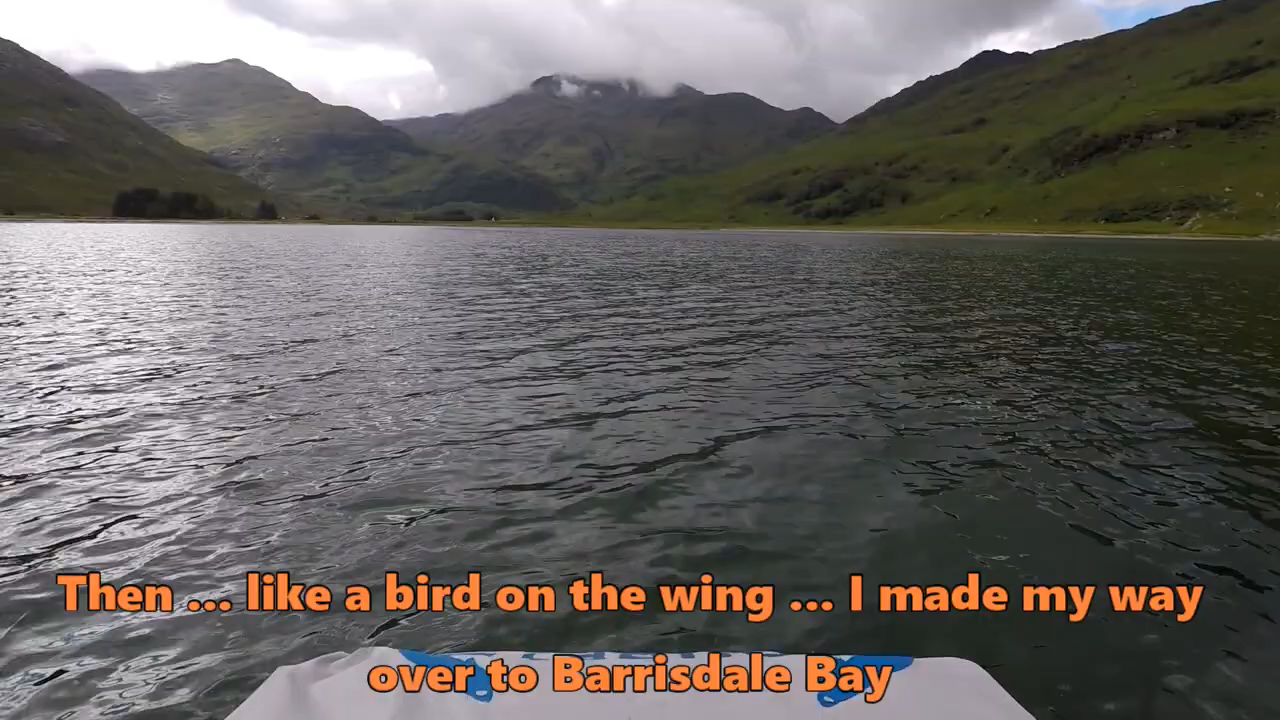 Then ... like a bird on the wing ... I made my way
over to Barrisdale Bay